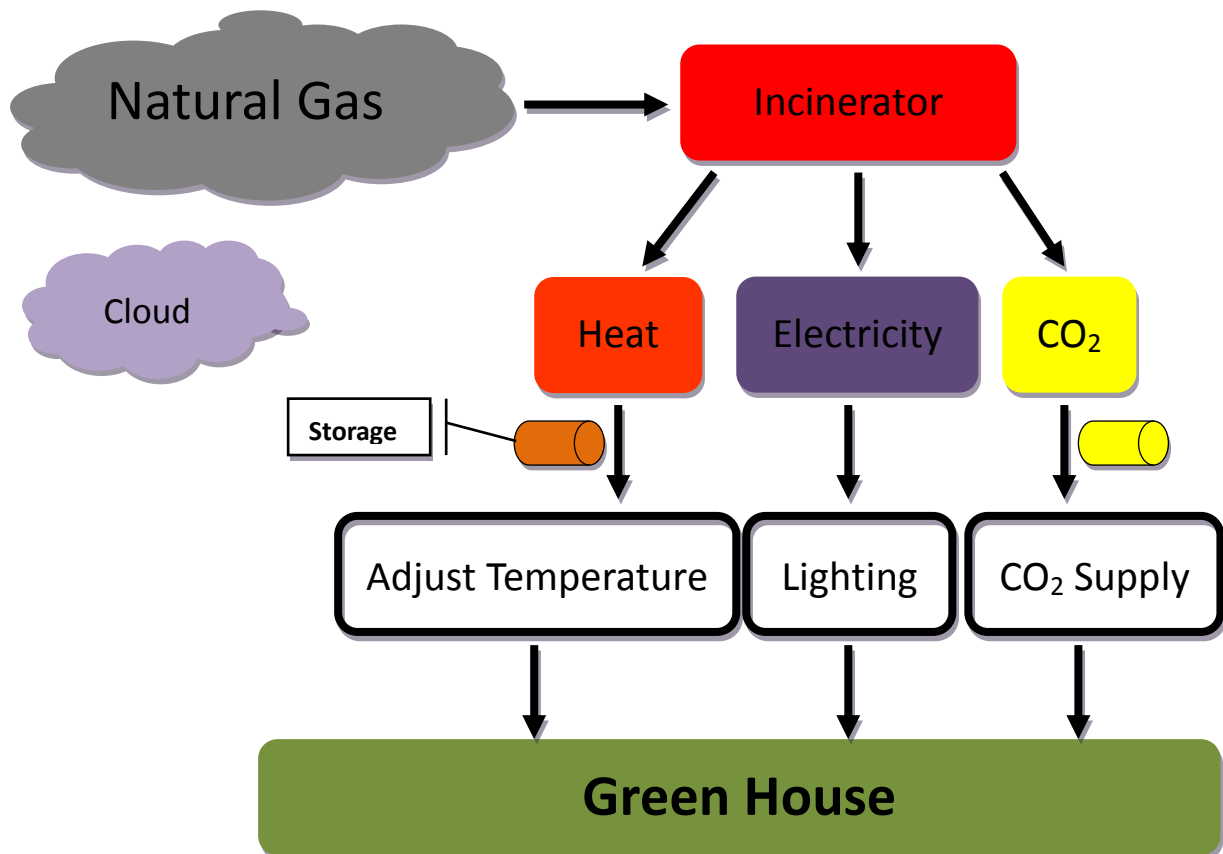 Natural Gas
Incinerator
Cloud
Heat
Electricity
CO₂
Storage
Adjust Temperature
Lighting
CO₂ Supply
Green House